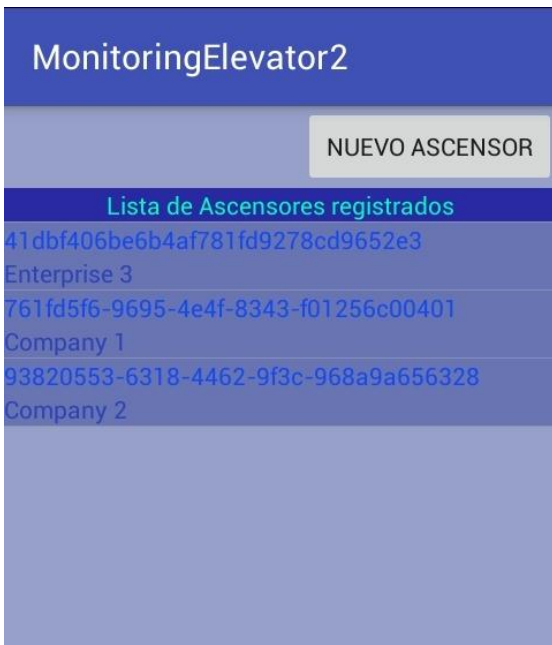 MonitoringElevator2
NUEVO ASCENSOR
Lista de Ascensores registrados
41dbf406be6b4af781fd9278cd9652e3
Enterprise 3
761fd5f6-9695-4e4f-8343-f01256c00401
Company 1
93820553-6318-4462-9f3c-968a9a656328
Company 2